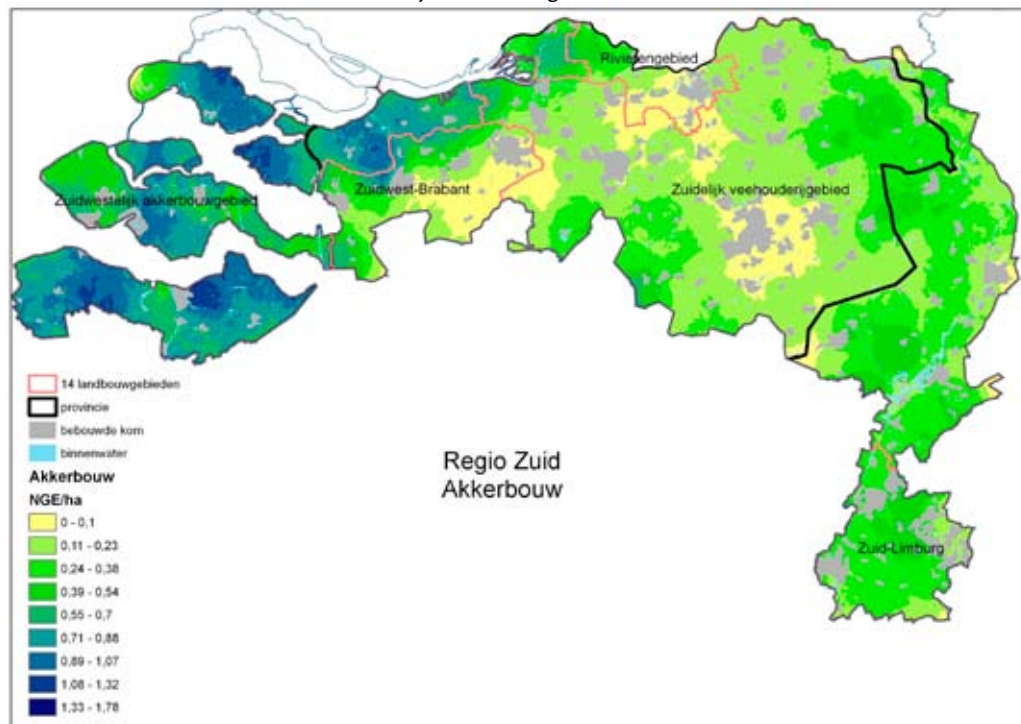 Rivierengebied
Zuidwestelijk akkerbouwgebied
Zuidwest-Brabant
Zuidelijk veehouderijgebied
14 landbouwgebieden
provincie
bebouwde kom
binnenwater
Akkerbouw
NGE/ha
0 - 0,1
0,11 - 0,23
0,24 - 0,38
0,39 - 0,54
0,55 - 0,7
0,71 - 0,88
0,89 - 1,07
1,08 - 1,32
1,33 - 1,78
Regio Zuid
Akkerbouw
Zuid-Limburg